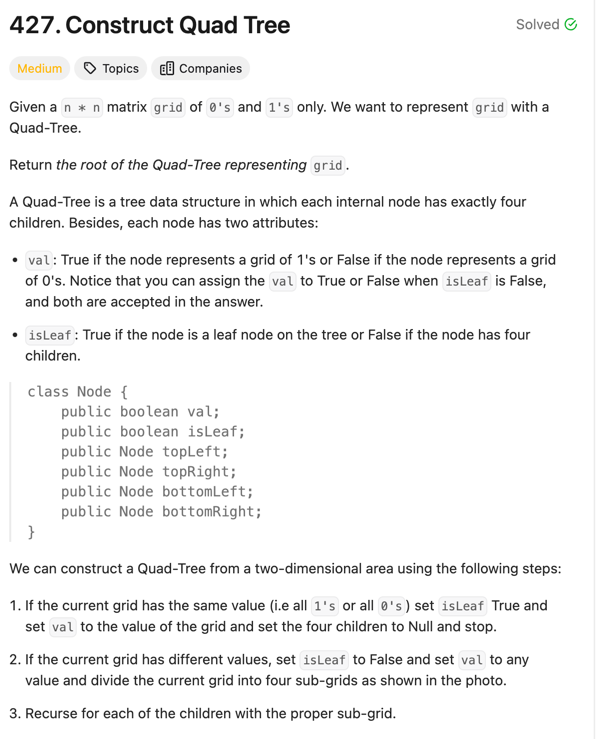 427. Construct Quad Tree
Solved
Medium
Topics
Companies
Given a n * n matrix grid of 0's and 1's only. We want to represent grid with a
Quad-Tree.
Return the root of the Quad-Tree representing grid.
A Quad-Tree is a tree data structure in which each internal node has exactly four
children. Besides, each node has two attributes:
• val: True if the node represents a grid of 1's or False if the node represents a grid
of 0's. Notice that you can assign the val to True or False when isLeaf is False,
and both are accepted in the answer.
• isLeaf: True if the node is a leaf node on the tree or False if the node has four
children.
class Node {
    public boolean val;
    public boolean isLeaf;
    public Node topLeft;
    public Node topRight;
    public Node bottomLeft;
    public Node bottomRight;
}
We can construct a Quad-Tree from a two-dimensional area using the following steps:
1. If the current grid has the same value (i.e all 1's or all 0's) set isLeaf True and
set val to the value of the grid and set the four children to Null and stop.
2. If the current grid has different values, set isLeaf to False and set val to any
value and divide the current grid into four sub-grids as shown in the photo.
3. Recurse for each of the children with the proper sub-grid.